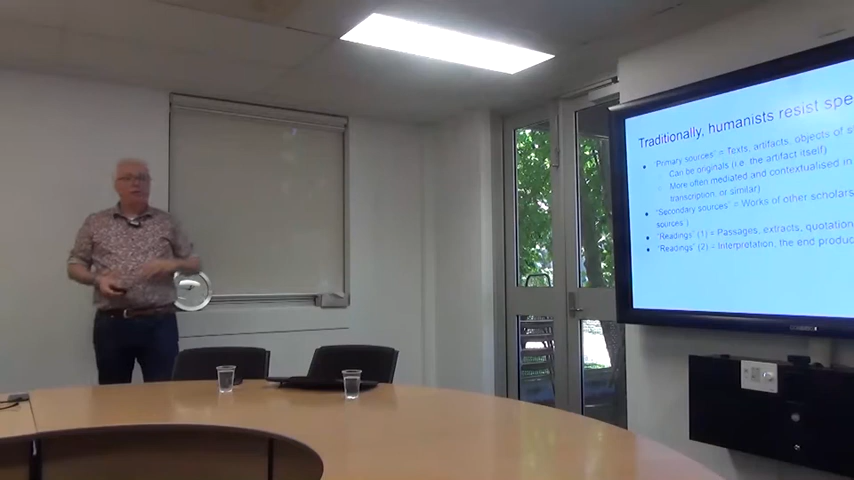 Traditionally, humanists resist spe
• "Primary sources" = Texts, artifacts, objects of s
Can be originals (i.e. the artifact itself)
More often mediated and contextualised in
transcription, or similar)
• "Secondary sources" = Works of other scholars
sources")
• "Readings" (1) = Passages, extracts, quotation
• "Readings" (2) = Interpretation, the end produc